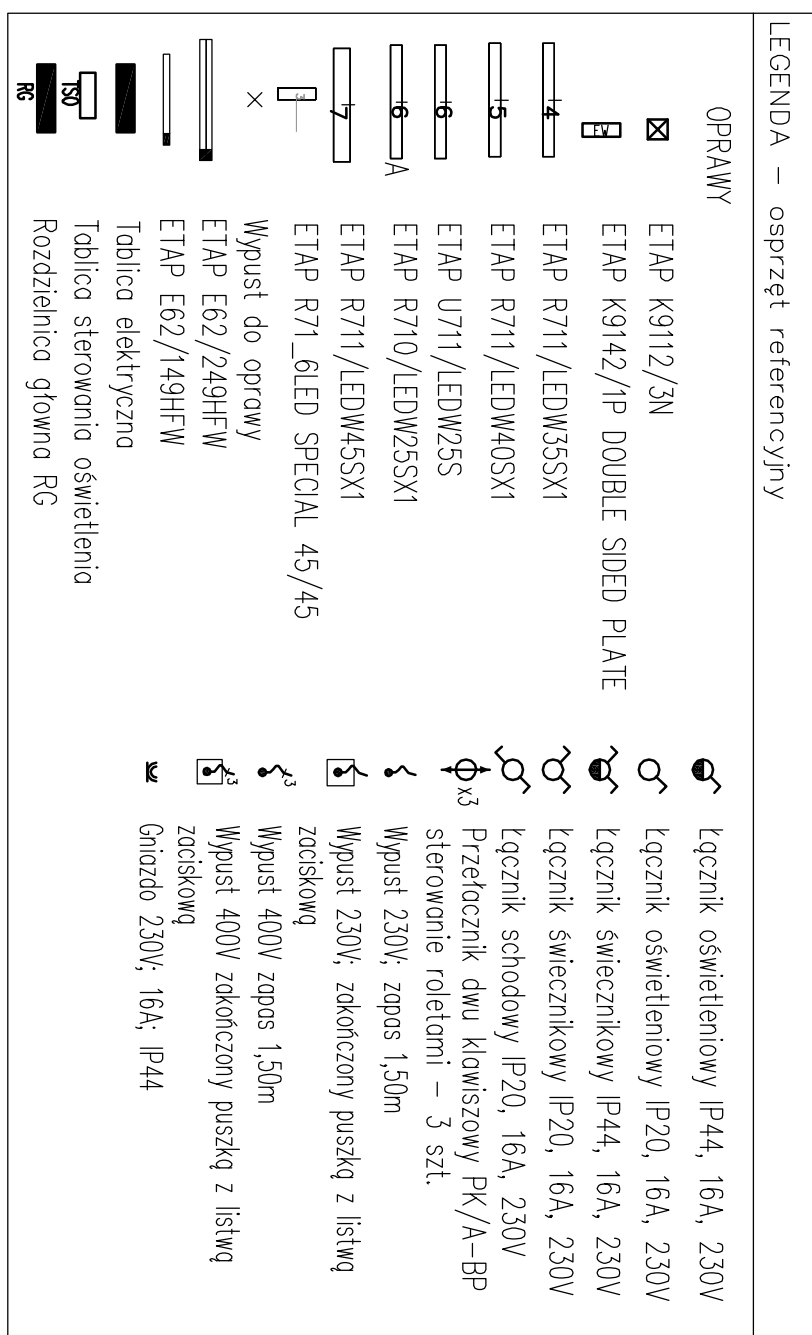 LEGENDA – osprzęt referencyjny
OPRAWY
ETAP K9112/3N
EW
ETAP K9142/1P DOUBLE SIDED PLATE
4
ETAP R711/LEDW35SX1
5
ETAP R711/LEDW40SX1
6
ETAP U711/LEDW25S
6
A
ETAP R710/LEDW25SX1
7
ETAP R711/LEDW45SX1
3
ETAP R71_6LED SPECIAL 45/45
Wypust do oprawy
ETAP E62/249HFW
ETAP E62/149HFW
Tablica elektryczna
TSO
Tablica sterowania oświetlenia
RG
Rozdzielnica głowna RG
Łącznik oświetleniowy IP44, 16A, 230V
Łącznik oświetleniowy IP20, 16A, 230V
Łącznik świecznikowy IP44, 16A, 230V
Łącznik świecznikowy IP20, 16A, 230V
Łącznik schodowy IP20, 16A, 230V
x3
Przełacznik dwu klawiszowy PK/A–BP
sterowanie roletami – 3 szt.
Wypust 230V; zapas 1,50m
Wypust 230V; zakończony puszką z listwą
zaciskową
3
Wypust 400V zapas 1,50m
3
Wypust 400V zakończony puszką z listwą
zaciskową
Gniazdo 230V; 16A; IP44